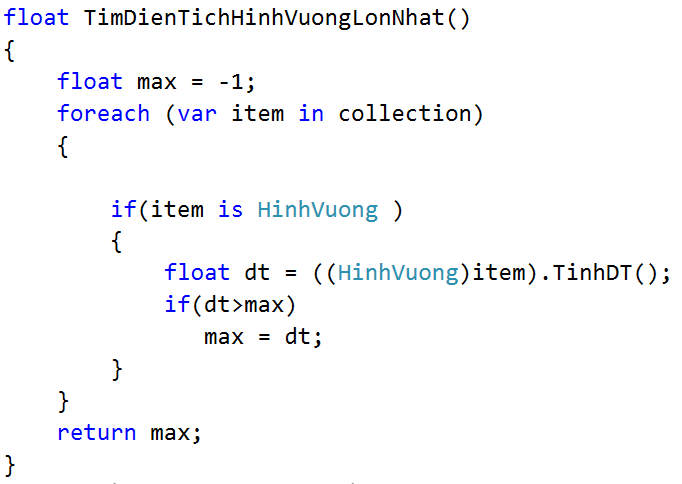 float TimDienTichHinhVuongLonNhat()
{
    float max = -1;
    foreach (var item in collection)
    {
        if(item is HinhVuong )
        {
            float dt = ((HinhVuong)item).TinhDT();
            if(dt>max)
               max = dt;
        }
    }
    return max;
}